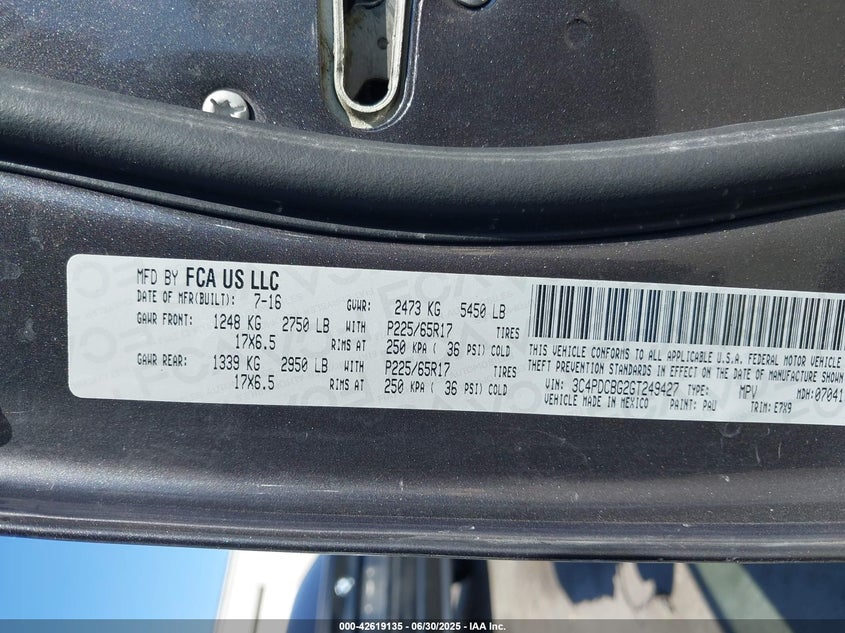 MFD BY FCA US LLC
DATE OF MFR(BUILT): 7-16 GVWR: 2473 KG 5450 LB
GAWR FRONT: 1248 KG 2750 LB WITH P225/65R17 TIRES
17X6.5 RIMS AT 250 KPA ( 36 PSI) COLD
GAWR REAR: 1339 KG 2950 LB WITH P225/65R17 TIRES
17X6.5 RIMS AT 250 KPA ( 36 PSI) COLD
THIS VEHICLE CONFORMS TO ALL APPLICABLE U.S.A. FEDERAL MOTOR VEHICLE
THEFT PREVENTION STANDARDS IN EFFECT ON THE DATE OF MANUFACTURE SHOWN
VIN: 3C4PDCBG2GT249427 TYPE: MPV MDH: 07041
VEHICLE MADE IN MEXICO PAINT: PAU TRIM: E7X9
000-42619135 - 06/30/2025 - IAA Inc.